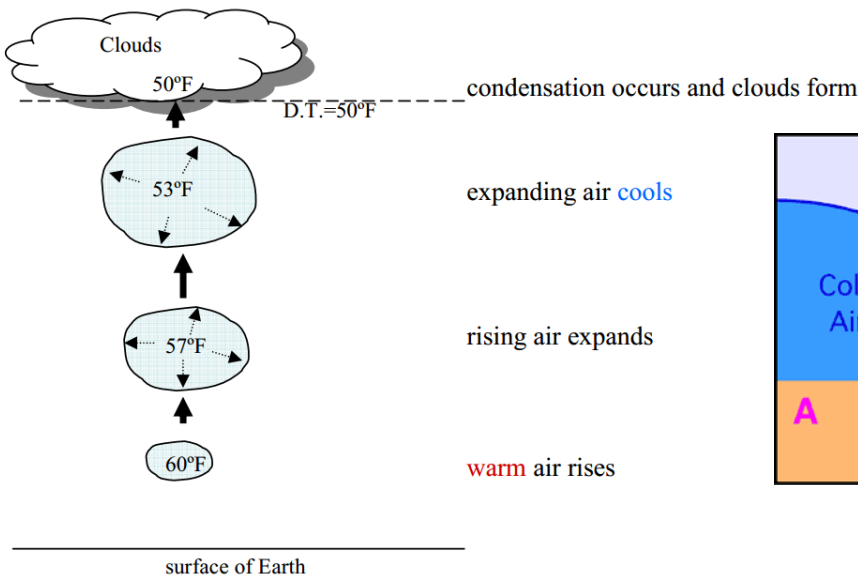 Clouds
50ºF
condensation occurs and clouds form
D.T.=50ºF
53ºF
expanding air cools
57ºF
rising air expands
60ºF
warm air rises
surface of Earth
A